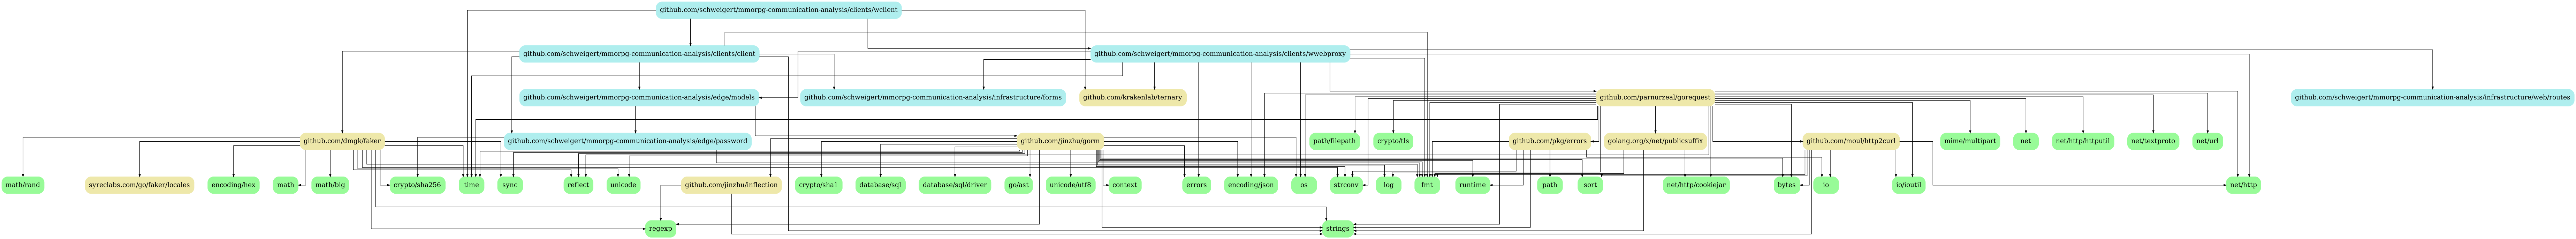 github.com/schweigert/mmorpg-communication-analysis/clients/wclient
github.com/schweigert/mmorpg-communication-analysis/clients/client
github.com/schweigert/mmorpg-communication-analysis/clients/wwebproxy
github.com/schweigert/mmorpg-communication-analysis/edge/models
github.com/schweigert/mmorpg-communication-analysis/infrastructure/forms
github.com/krakenlab/ternary
github.com/parnurzeal/gorequest
github.com/schweigert/mmorpg-communication-analysis/infrastructure/web/routes
github.com/dmgk/faker
github.com/schweigert/mmorpg-communication-analysis/edge/password
github.com/jinzhu/gorm
path/filepath
crypto/tls
github.com/pkg/errors
golang.org/x/net/publicsuffix
github.com/moul/http2curl
mime/multipart
net
net/http/httputil
net/textproto
net/url
math/rand
syreclabs.com/go/faker/locales
encoding/hex
math
math/big
crypto/sha256
time
sync
reflect
unicode
github.com/jinzhu/inflection
crypto/sha1
database/sql
database/sql/driver
go/ast
unicode/utf8
context
errors
encoding/json
os
strconv
log
fmt
runtime
path
sort
net/http/cookiejar
bytes
io
io/ioutil
net/http
regexp
strings